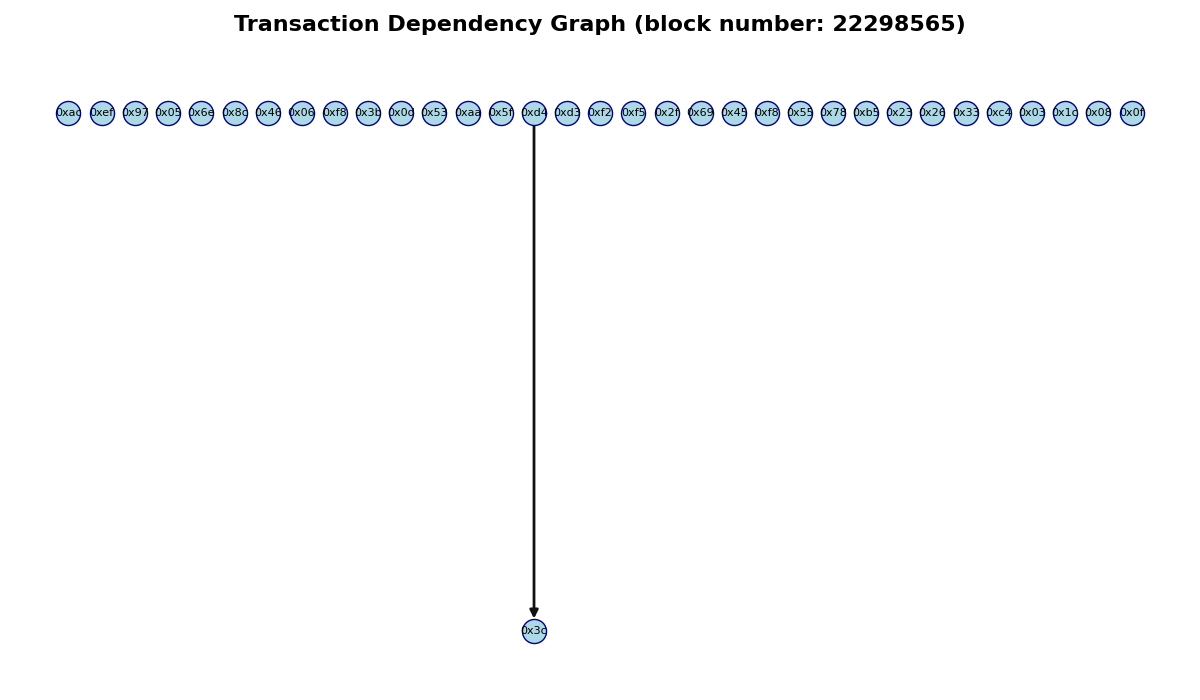 Transaction Dependency Graph (block number: 22298565)
0xac 0xef 0x97 0x05 0x6e 0x8c 0x46 0x06 0xf8 0x3b 0x0d 0x53 0xaa 0x5f 0xd4 0xd3 0xf2 0xf5 0x2f 0x69 0x45 0xf8 0x55 0x78 0xb5 0x23 0x26 0x33 0xc4 0x03 0x1c 0x08 0x0f
0x3c